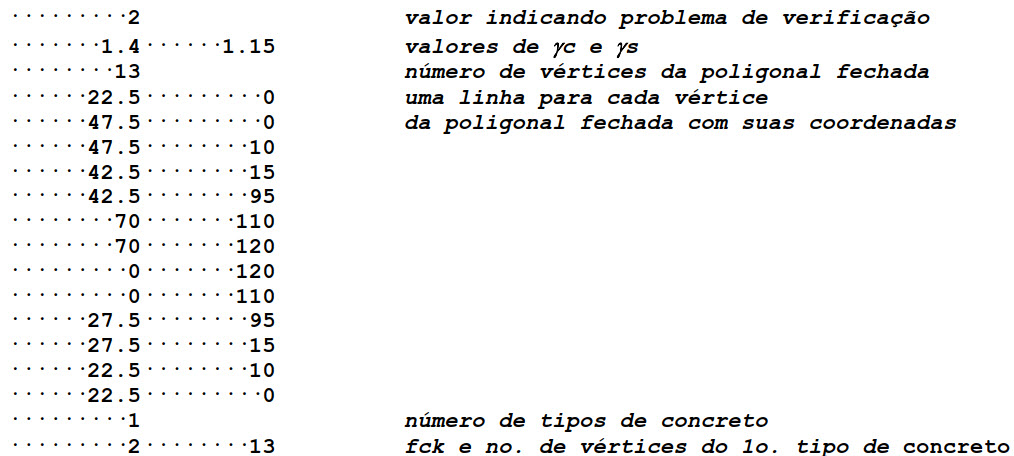 ·········2 valor indicando problema de verificação
·······1.4······1.15 valores de γc e γs
········13 número de vértices da poligonal fechada
······22.5·········0 uma linha para cada vértice
······47.5·········0 da poligonal fechada com suas coordenadas
······47.5········10
······42.5········15
······42.5········95
········70·······110
········70·······120
·········0·······120
·········0·······110
······27.5········95
······27.5········15
······22.5········10
······22.5·········0
·········1 número de tipos de concreto
·········2········13 fck e no. de vértices do 1o. tipo de concreto